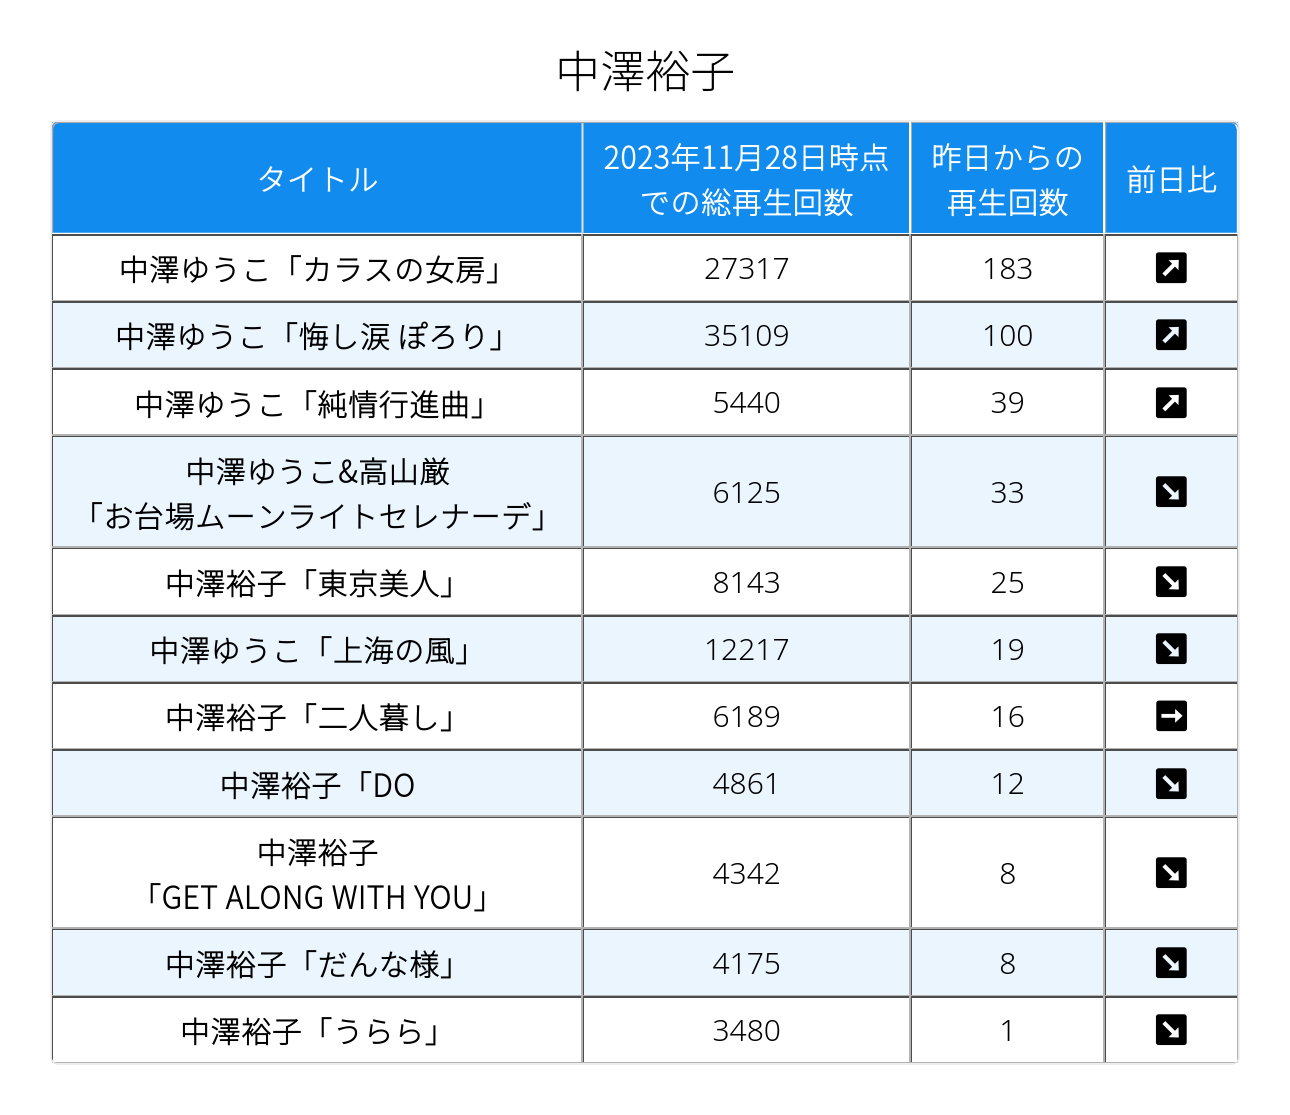 中澤裕子
タイトル
2023年11月28日時点
での総再生回数
昨日からの
再生回数
前日比
中澤ゆうこ「カラスの女房」 27317 183 ↗
中澤ゆうこ「悔し涙 ぽろり」 35109 100 ↗
中澤ゆうこ「純情行進曲」 5440 39 ↗
中澤ゆうこ&高山厳
「お台場ムーンライトセレナーデ」 6125 33 ↘
中澤裕子「東京美人」 8143 25 ↘
中澤ゆうこ「上海の風」 12217 19 ↘
中澤裕子「二人暮し」 6189 16 →
中澤裕子「DO 4861 12 ↘
中澤裕子
「GET ALONG WITH YOU」 4342 8 ↘
中澤裕子「だんな様」 4175 8 ↘
中澤裕子「うらら」 3480 1 ↘